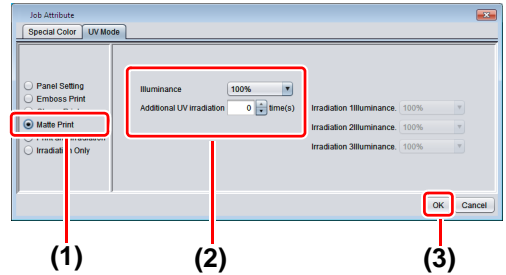 Job Attribute
Special Color UV Mode
Panel Setting
Emboss Print
Matte Print
Irradiation Only
Illuminance 100%
Additional UV irradiation 0 time(s)
Irradiation 1Illuminance. 100%
Irradiation 2Illuminance. 100%
Irradiation 3Illuminance. 100%
OK Cancel
(1) (2) (3)